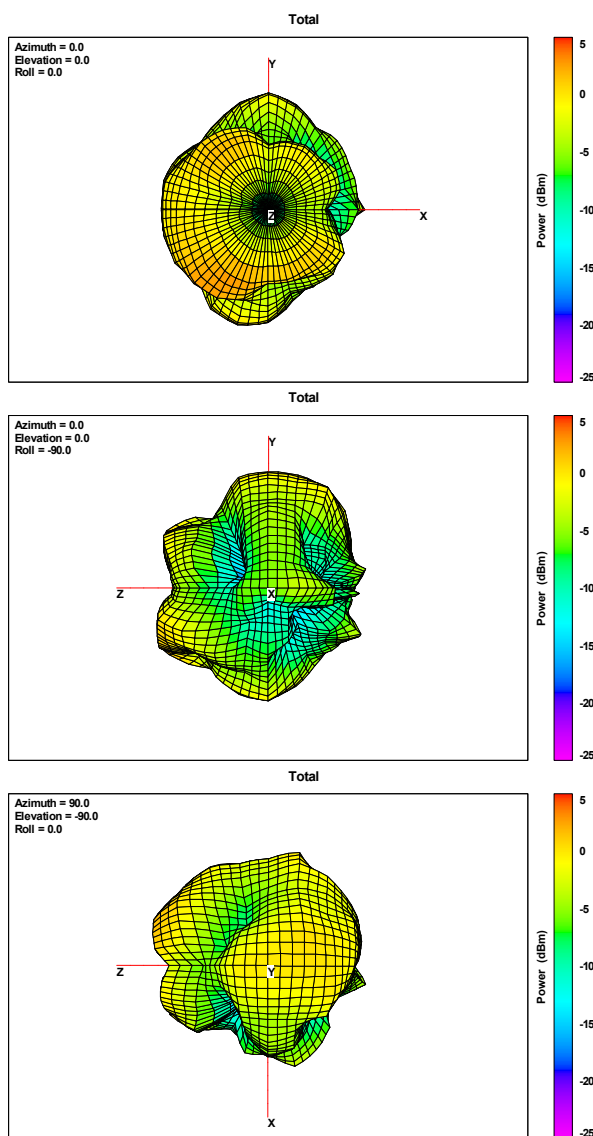 Total
Azimuth = 0.0
Elevation = 0.0
Roll = 0.0
Y
X
Z
5
0
-5
-10
-15
-20
-25
Power (dBm)
Total
Azimuth = 0.0
Elevation = 0.0
Roll = -90.0
Y
Z
X
5
0
-5
-10
-15
-20
-25
Power (dBm)
Total
Azimuth = 90.0
Elevation = -90.0
Roll = 0.0
Z
Y
X
5
0
-5
-10
-15
-20
-25
Power (dBm)